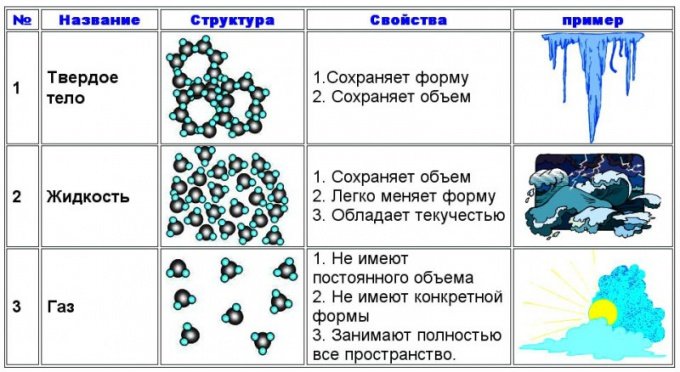 № Название Структура Свойства пример
1
Твердое
тело
1.Сохраняет форму
2. Сохраняет объем
2
Жидкость
1. Сохраняет объем
2. Легко меняет форму
3. Обладает текучестью
3
Газ
1. Не имеют
постоянного объема
2. Не имеют конкретной
формы
3. Занимают полностью
все пространство.